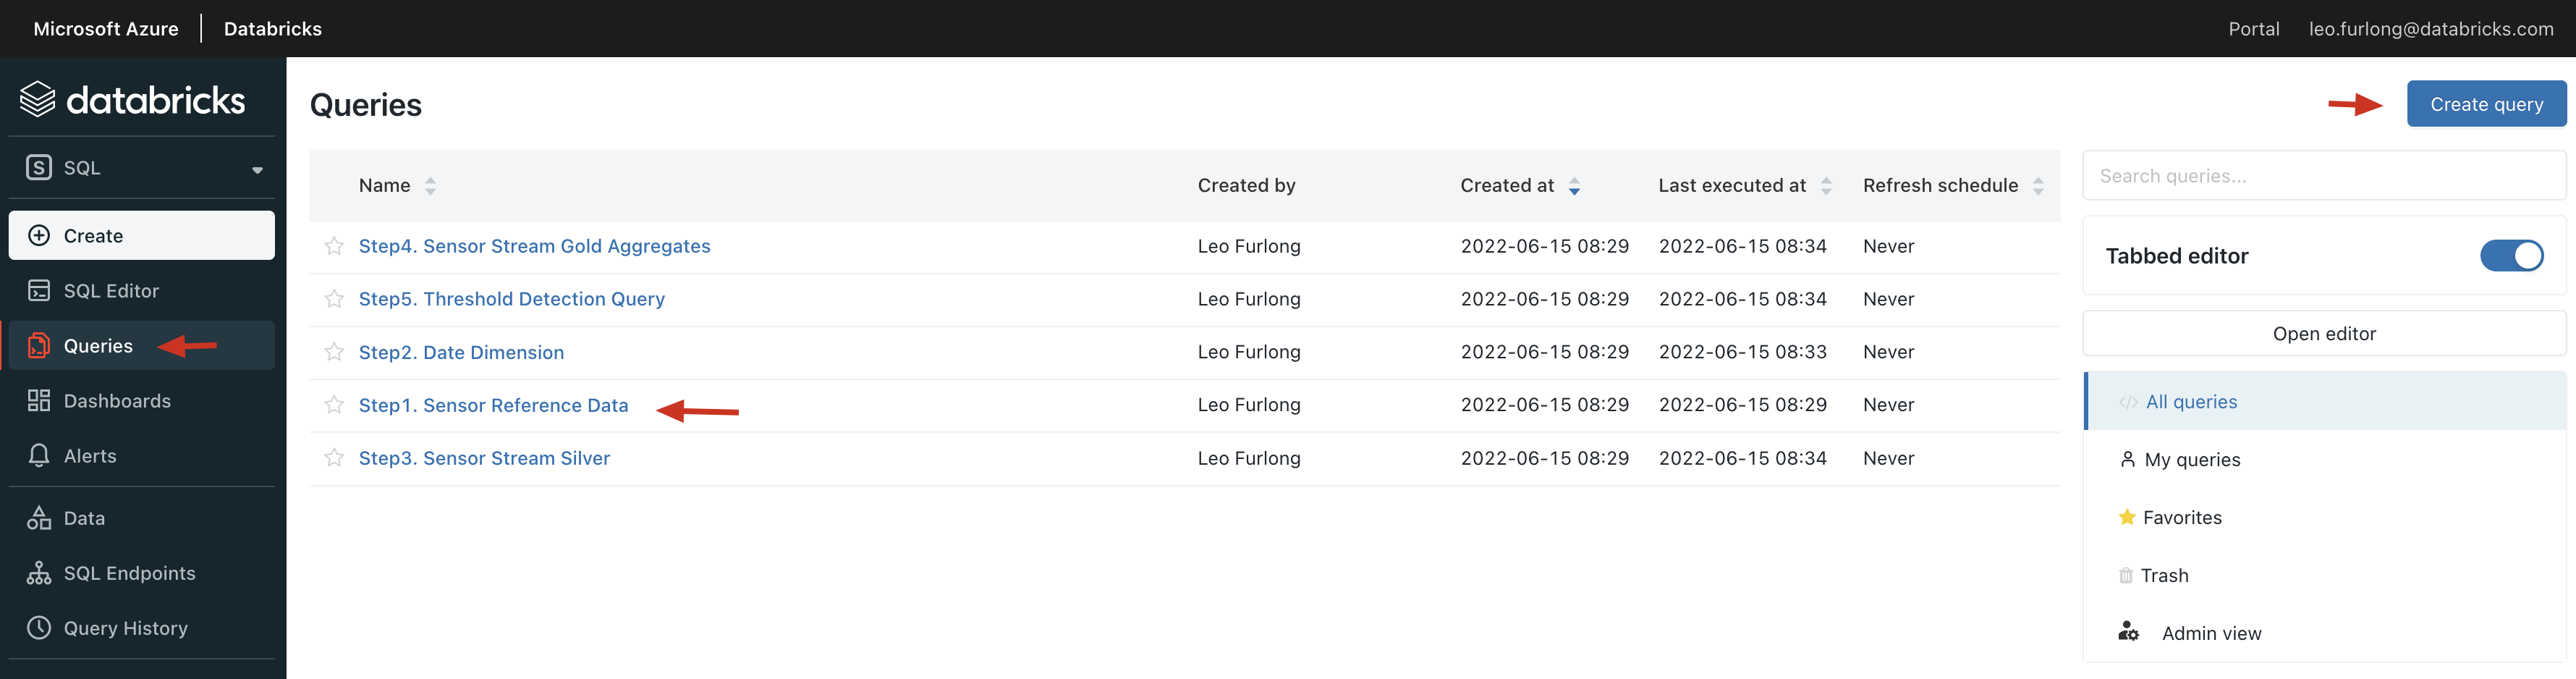 Microsoft Azure Databricks Portal leo.furlong@databricks.com
databricks
S SQL
Create
SQL Editor
Queries
Dashboards
Alerts
Data
SQL Endpoints
Query History
Queries
Create query
Name Created by Created at Last executed at Refresh schedule
Step4. Sensor Stream Gold Aggregates Leo Furlong 2022-06-15 08:29 2022-06-15 08:34 Never
Step5. Threshold Detection Query Leo Furlong 2022-06-15 08:29 2022-06-15 08:34 Never
Step2. Date Dimension Leo Furlong 2022-06-15 08:29 2022-06-15 08:33 Never
Step1. Sensor Reference Data Leo Furlong 2022-06-15 08:29 2022-06-15 08:29 Never
Step3. Sensor Stream Silver Leo Furlong 2022-06-15 08:29 2022-06-15 08:34 Never
Search queries...
Tabbed editor
Open editor
All queries
My queries
Favorites
Trash
Admin view